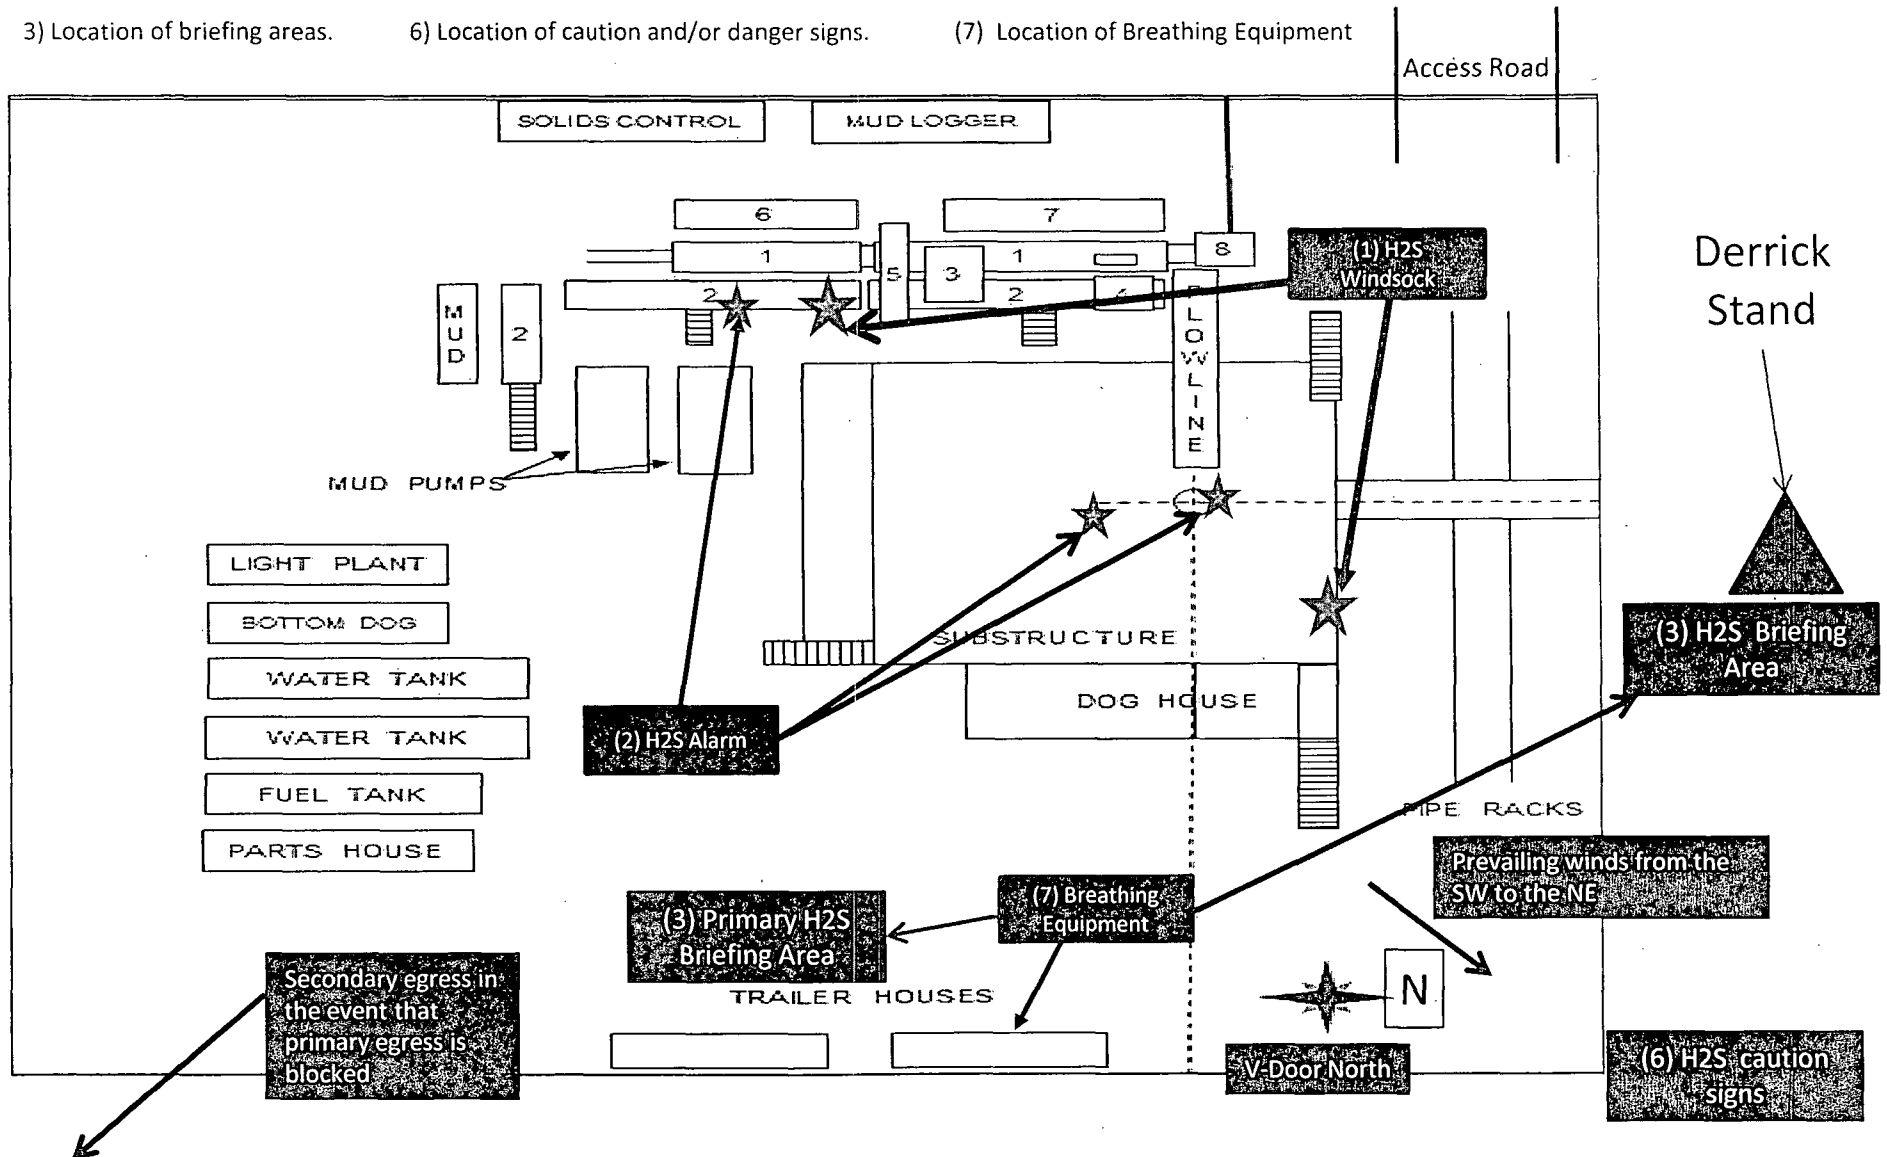 3) Location of briefing areas. 6) Location of caution and/or danger signs. (7) Location of Breathing Equipment
Access Road
SOLIDS CONTROL
MUD LOGGER
6
7
1
5
3
1
8
(1) H2S
Windsock
Derrick
Stand
2
2
4
MUD
2
FLOWLINE
MUD PUMPS
LIGHT PLANT
BOTTOM DOG
WATER TANK
WATER TANK
FUEL TANK
PARTS HOUSE
SUBSTRUCTURE
(3) H2S Briefing
Area
DOG HOUSE
(2) H2S Alarm
PIPE RACKS
Prevailing winds from the
SW to the NE
(7) Breathing
Equipment
(3) Primary H2S
Briefing Area
TRAILER HOUSES
Secondary egress in
the event that
primary egress is
blocked
N
V-Door North
(6) H2S caution
signs